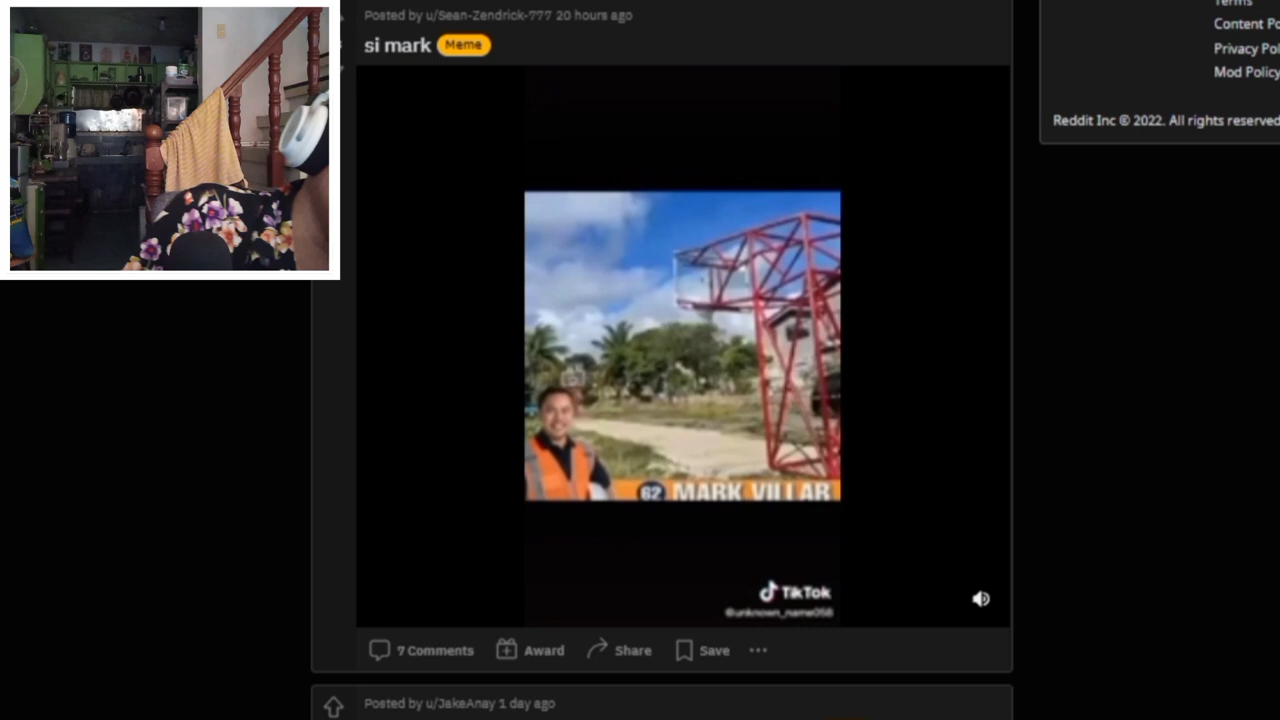 Posted by u/Sean-Zendrick-777 20 hours ago
si mark Meme
Terms
Content Po
Privacy Pol
Mod Policy
Reddit Inc © 2022. All rights reserved
62 MARK VILLAR
TikTok
@unknown_name058
7 Comments Award Share Save
Posted by u/JakeAnay 1 day ago